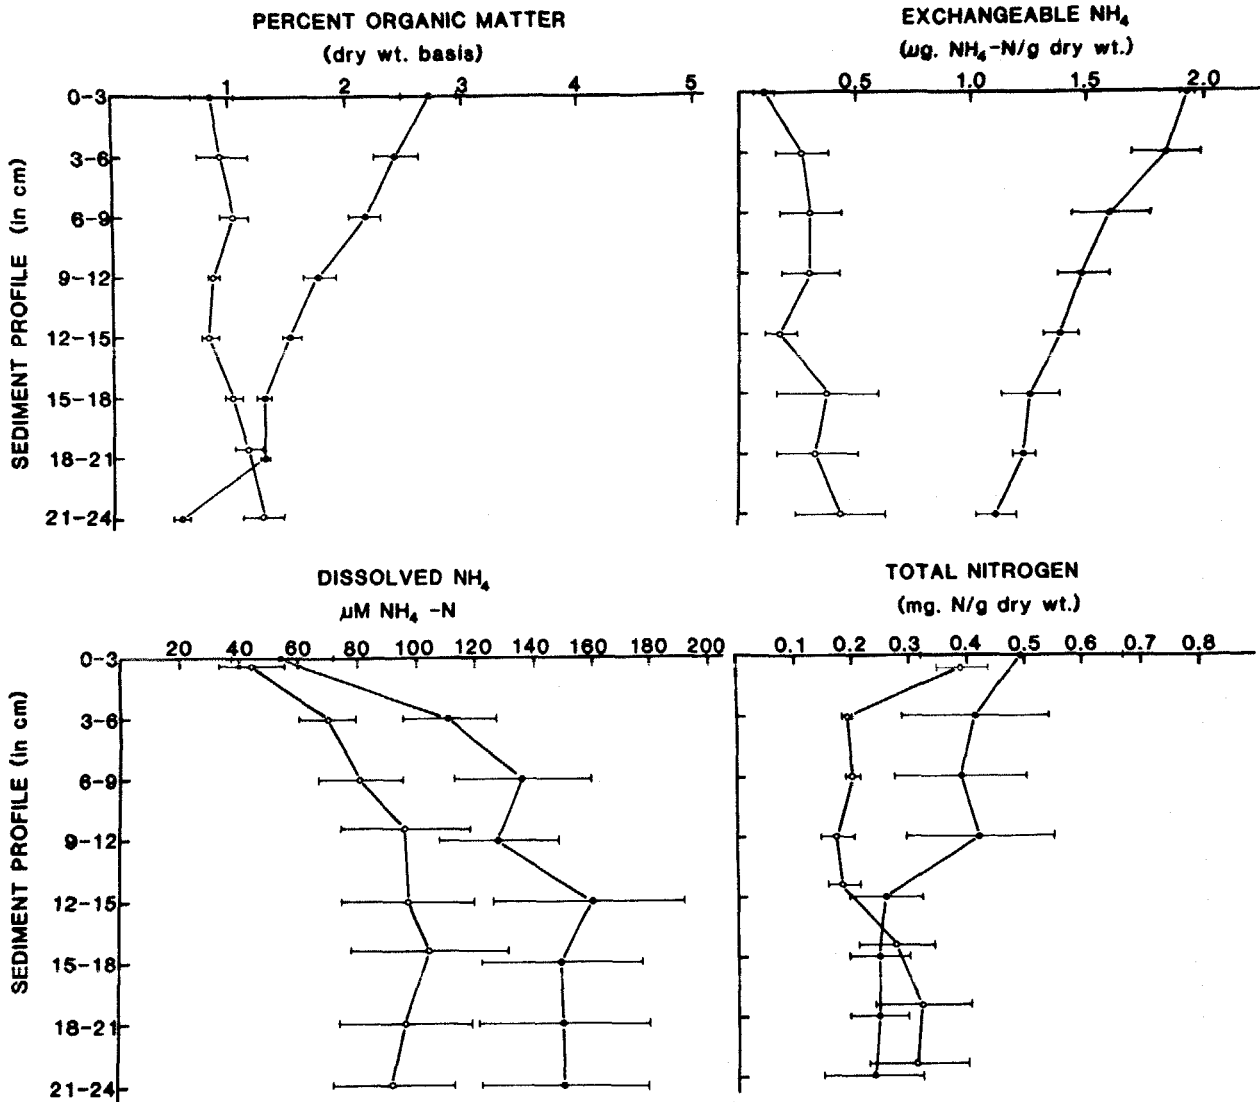 PERCENT ORGANIC MATTER
(dry wt. basis)
1 2 3 4 5
SEDIMENT PROFILE (in cm)
0-3
3-6
6-9
9-12
12-15
15-18
18-21
21-24
EXCHANGEABLE NH₄
(μg. NH₄-N/g dry wt.)
0.5 1.0 1.5 2.0
DISSOLVED NH₄
μM NH₄ -N
20 40 60 80 100 120 140 160 180 200
SEDIMENT PROFILE (in cm)
0-3
3-6
6-9
9-12
12-15
15-18
18-21
21-24
TOTAL NITROGEN
(mg. N/g dry wt.)
0.1 0.2 0.3 0.4 0.5 0.6 0.7 0.8